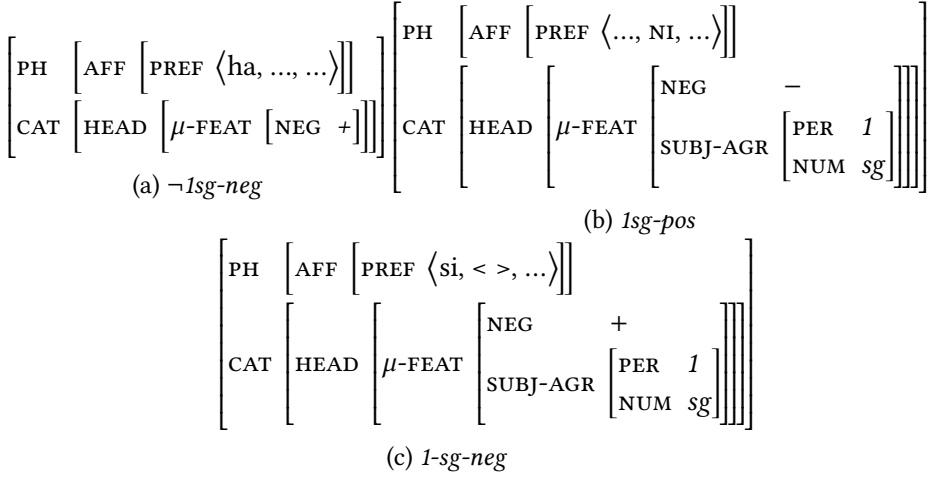 [PH [AFF [PREF ⟨ha, …, …⟩]]
CAT [HEAD [μ-FEAT [NEG +]]]]
(a) ¬1sg-neg
[PH [AFF [PREF ⟨…, NI, …⟩]]
CAT [HEAD [μ-FEAT [NEG −
SUBJ-AGR [PER 1
NUM sg]]]]]
(b) 1sg-pos
[PH [AFF [PREF ⟨si, < >, …⟩]]
CAT [HEAD [μ-FEAT [NEG +
SUBJ-AGR [PER 1
NUM sg]]]]]
(c) 1-sg-neg